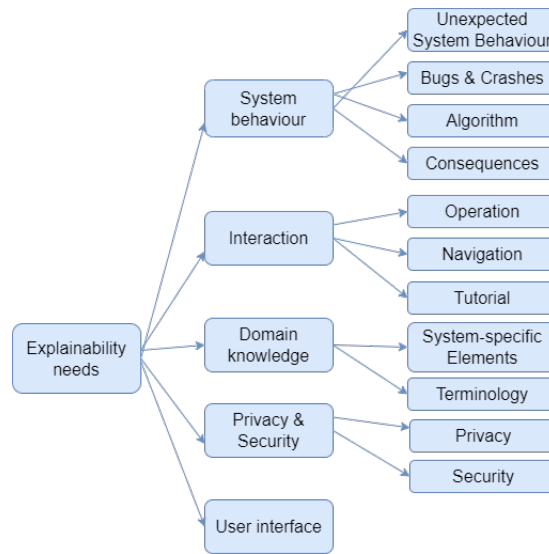 Explainability
needs
System
behaviour
Unexpected
System Behaviour
Bugs & Crashes
Algorithm
Consequences
Interaction
Operation
Navigation
Tutorial
Domain
knowledge
System-specific
Elements
Terminology
Privacy &
Security
Privacy
Security
User interface